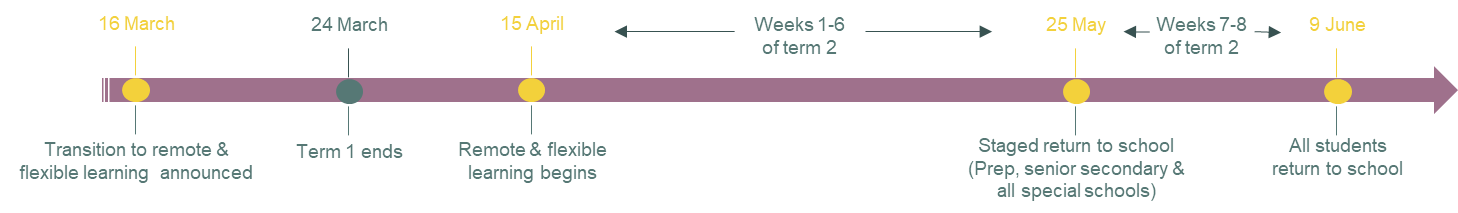 16 March
24 March
15 April
Weeks 1-6
of term 2
25 May
Weeks 7-8
of term 2
9 June
Transition to remote &
flexible learning announced
Term 1 ends
Remote & flexible
learning begins
Staged return to school
(Prep, senior secondary &
all special schools)
All students
return to school